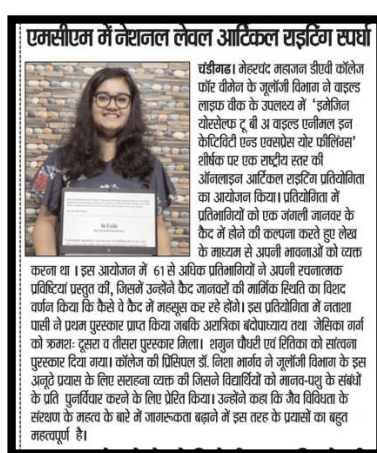 एमसीएम में नेशनल लेवल आर्टिकल राइटिंग स्पर्धा
चंडीगढ। मेहरचंद महाजन डीएवी कॉलेज
फॉर वीमेन के जूलॉजी विभाग ने वाइल्ड
लाइफ वीक के उपलक्ष्य में 'इमेजिन
योरसेल्फ टू बी अ वाइल्ड एनीमल इन
केप्टिविटी एन्ड एक्सप्रेस योर फीलिंग्स'
शीर्षक पर एक राष्ट्रीय स्तर की
ऑनलाइन आर्टिकल राइटिंग प्रतियोगिता
का आयोजन किया। प्रतियोगिता में
प्रतिभागियों को एक जंगली जानवर के
कैद में होने की कल्पना करते हुए लेख
के माध्यम से अपनी भावनाओं को व्यक्त
करना था । इस आयोजन में 61 से अधिक प्रतिभागियों ने अपनी रचनात्मक
प्रविष्टियां प्रस्तुत की, जिसमें उन्होंने कैद जानवरों की मार्मिक स्थिति का विशद
वर्णन किया कि कैसे वे कैद में महसूस कर रहे होंगे। इस प्रतियोगिता में नताशा
पासी ने प्रथम पुरस्कार प्राप्त किया जबकि अरात्रिका बंदोपाध्याय तथा जेसिका गर्ग
को क्रमशः दूसरा व तीसरा पुरस्कार मिला। शगुन चौधरी एवं रितिका को सांत्वना
पुरस्कार दिया गया। कॉलेज की प्रिंसिपल डॉ. निशा भार्गव ने जूलॉजी विभाग के इस
अनूठे प्रयास के लिए सराहना व्यक्त की जिसने विद्यार्थियों को मानव-पशु के संबंधों
के प्रति पुनर्विचार करने के लिए प्रेरित किया। उन्होंने कहा कि जैव विविधता के
संरक्षण के महत्व के बारे में जागरूकता बढ़ाने में इस तरह के प्रयासों का बहुत
महत्वपूर्ण है।